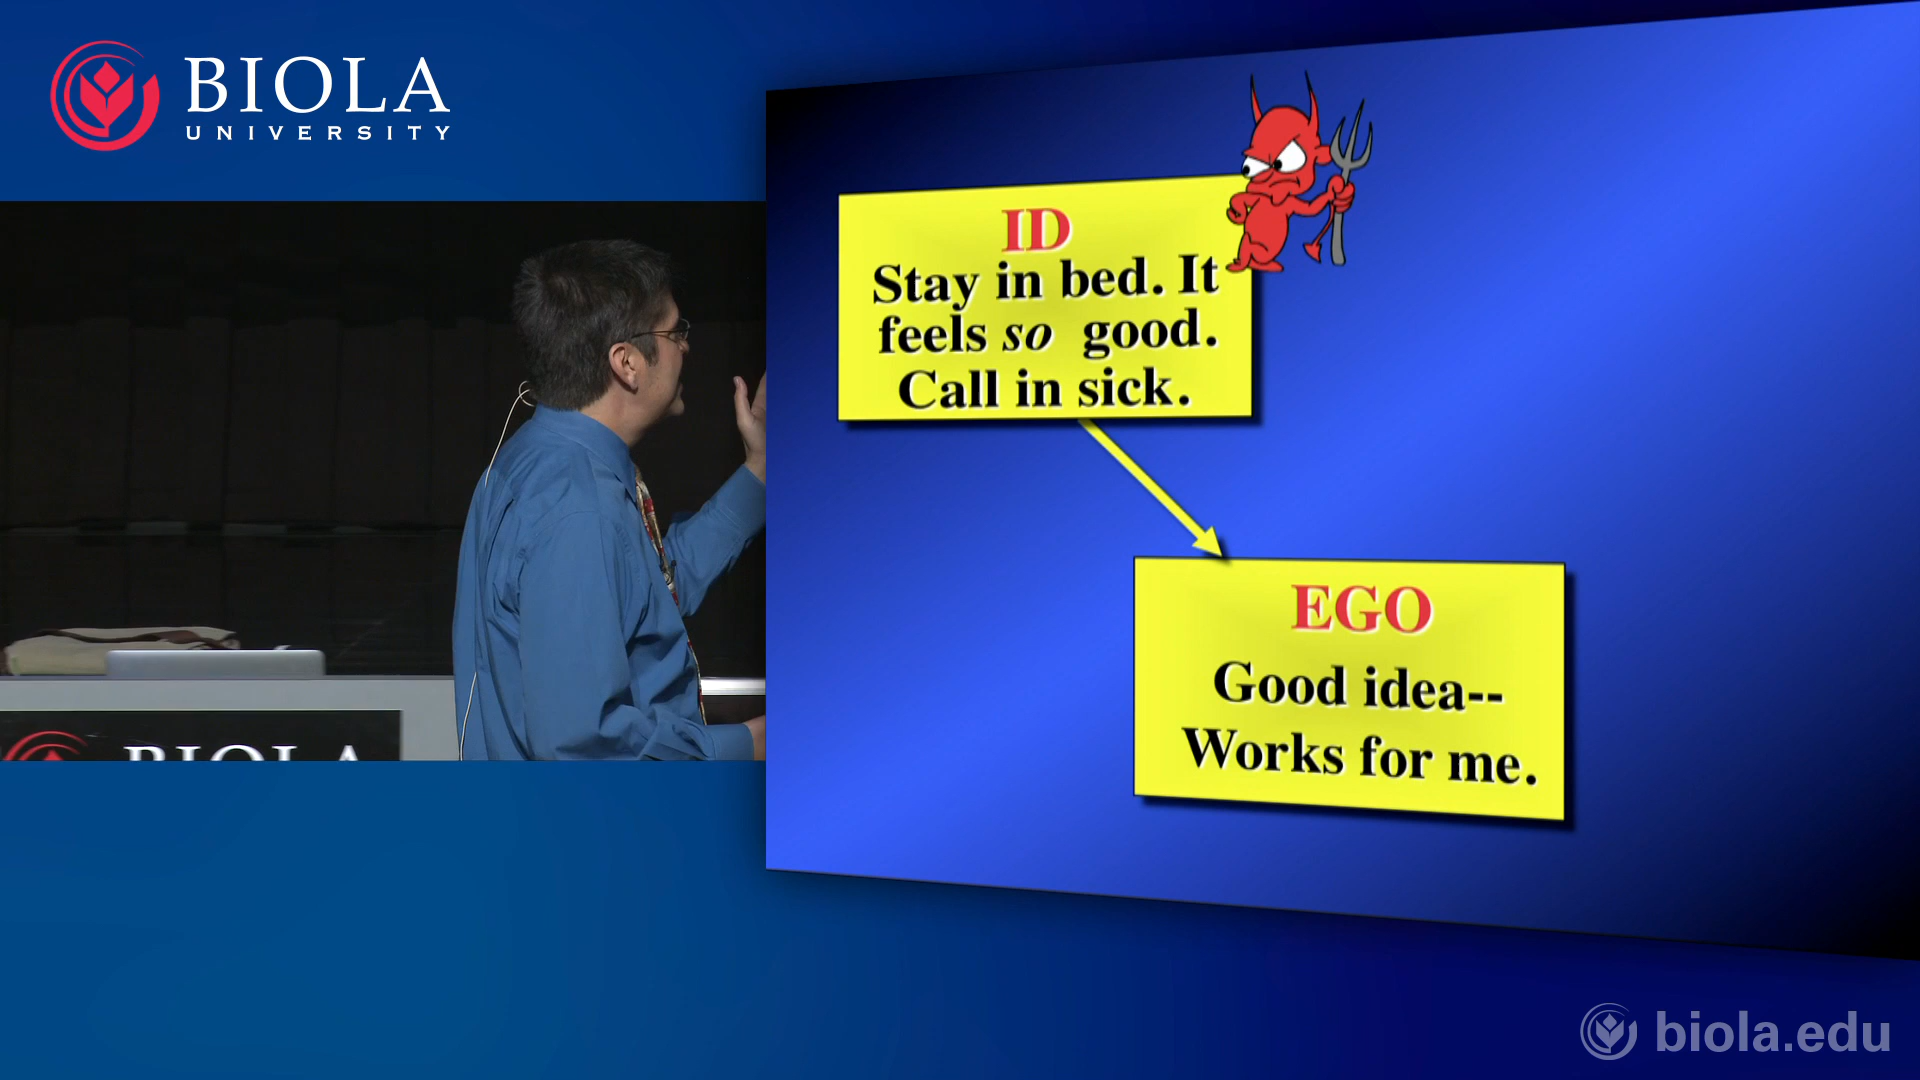 BIOLA
UNIVERSITY
ID
Stay in bed. It
feels so good.
Call in sick.
EGO
Good idea--
Works for me.
BIOLA
biola.edu